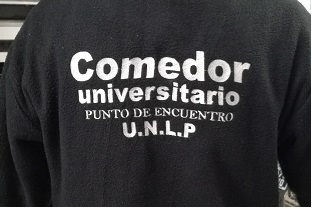 Comedor
universitario
PUNTO DE ENCUENTRO
U.N.L.P